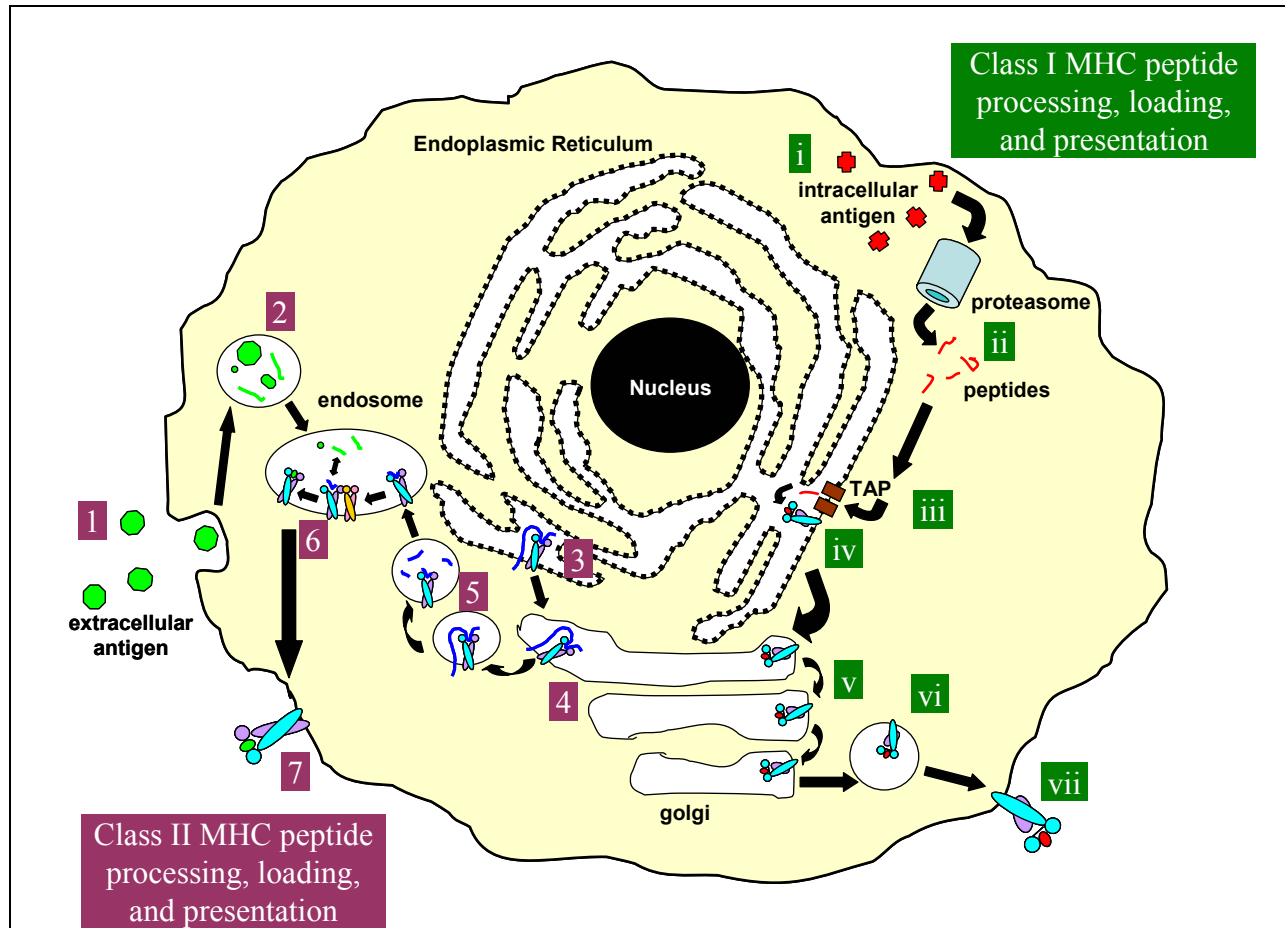 Class I MHC peptide
processing, loading,
and presentation
Endoplasmic Reticulum
i
intracellular
antigen
proteasome
ii
peptides
2
endosome
Nucleus
TAP
iii
1
6
3
iv
5
extracellular
antigen
4
v
vi
7
golgi
vii
Class II MHC peptide
processing, loading,
and presentation